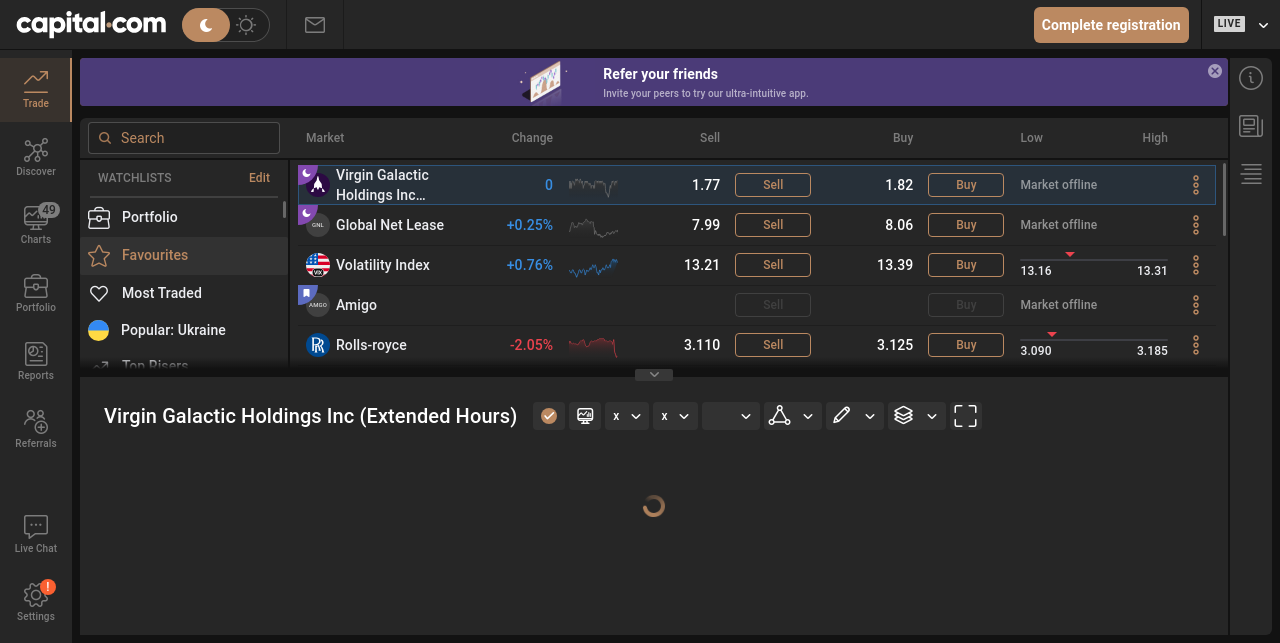 capital.com
Complete registration
LIVE
Trade
Discover
49
Charts
Portfolio
Reports
Referrals
Live Chat
!
Settings
Refer your friends
Invite your peers to try our ultra-intuitive app.
Search
WATCHLISTS Edit
Portfolio
Favourites
Most Traded
Popular: Ukraine
Top Risers
Market Change Sell Buy Low High
Virgin Galactic
Holdings Inc... 0 1.77 Sell 1.82 Buy Market offline
GNL Global Net Lease +0.25% 7.99 Sell 8.06 Buy Market offline
VIX Volatility Index +0.76% 13.21 Sell 13.39 Buy 13.16 13.31
AMIGO Amigo Sell Buy Market offline
RR Rolls-royce -2.05% 3.110 Sell 3.125 Buy 3.090 3.185
Virgin Galactic Holdings Inc (Extended Hours) x x